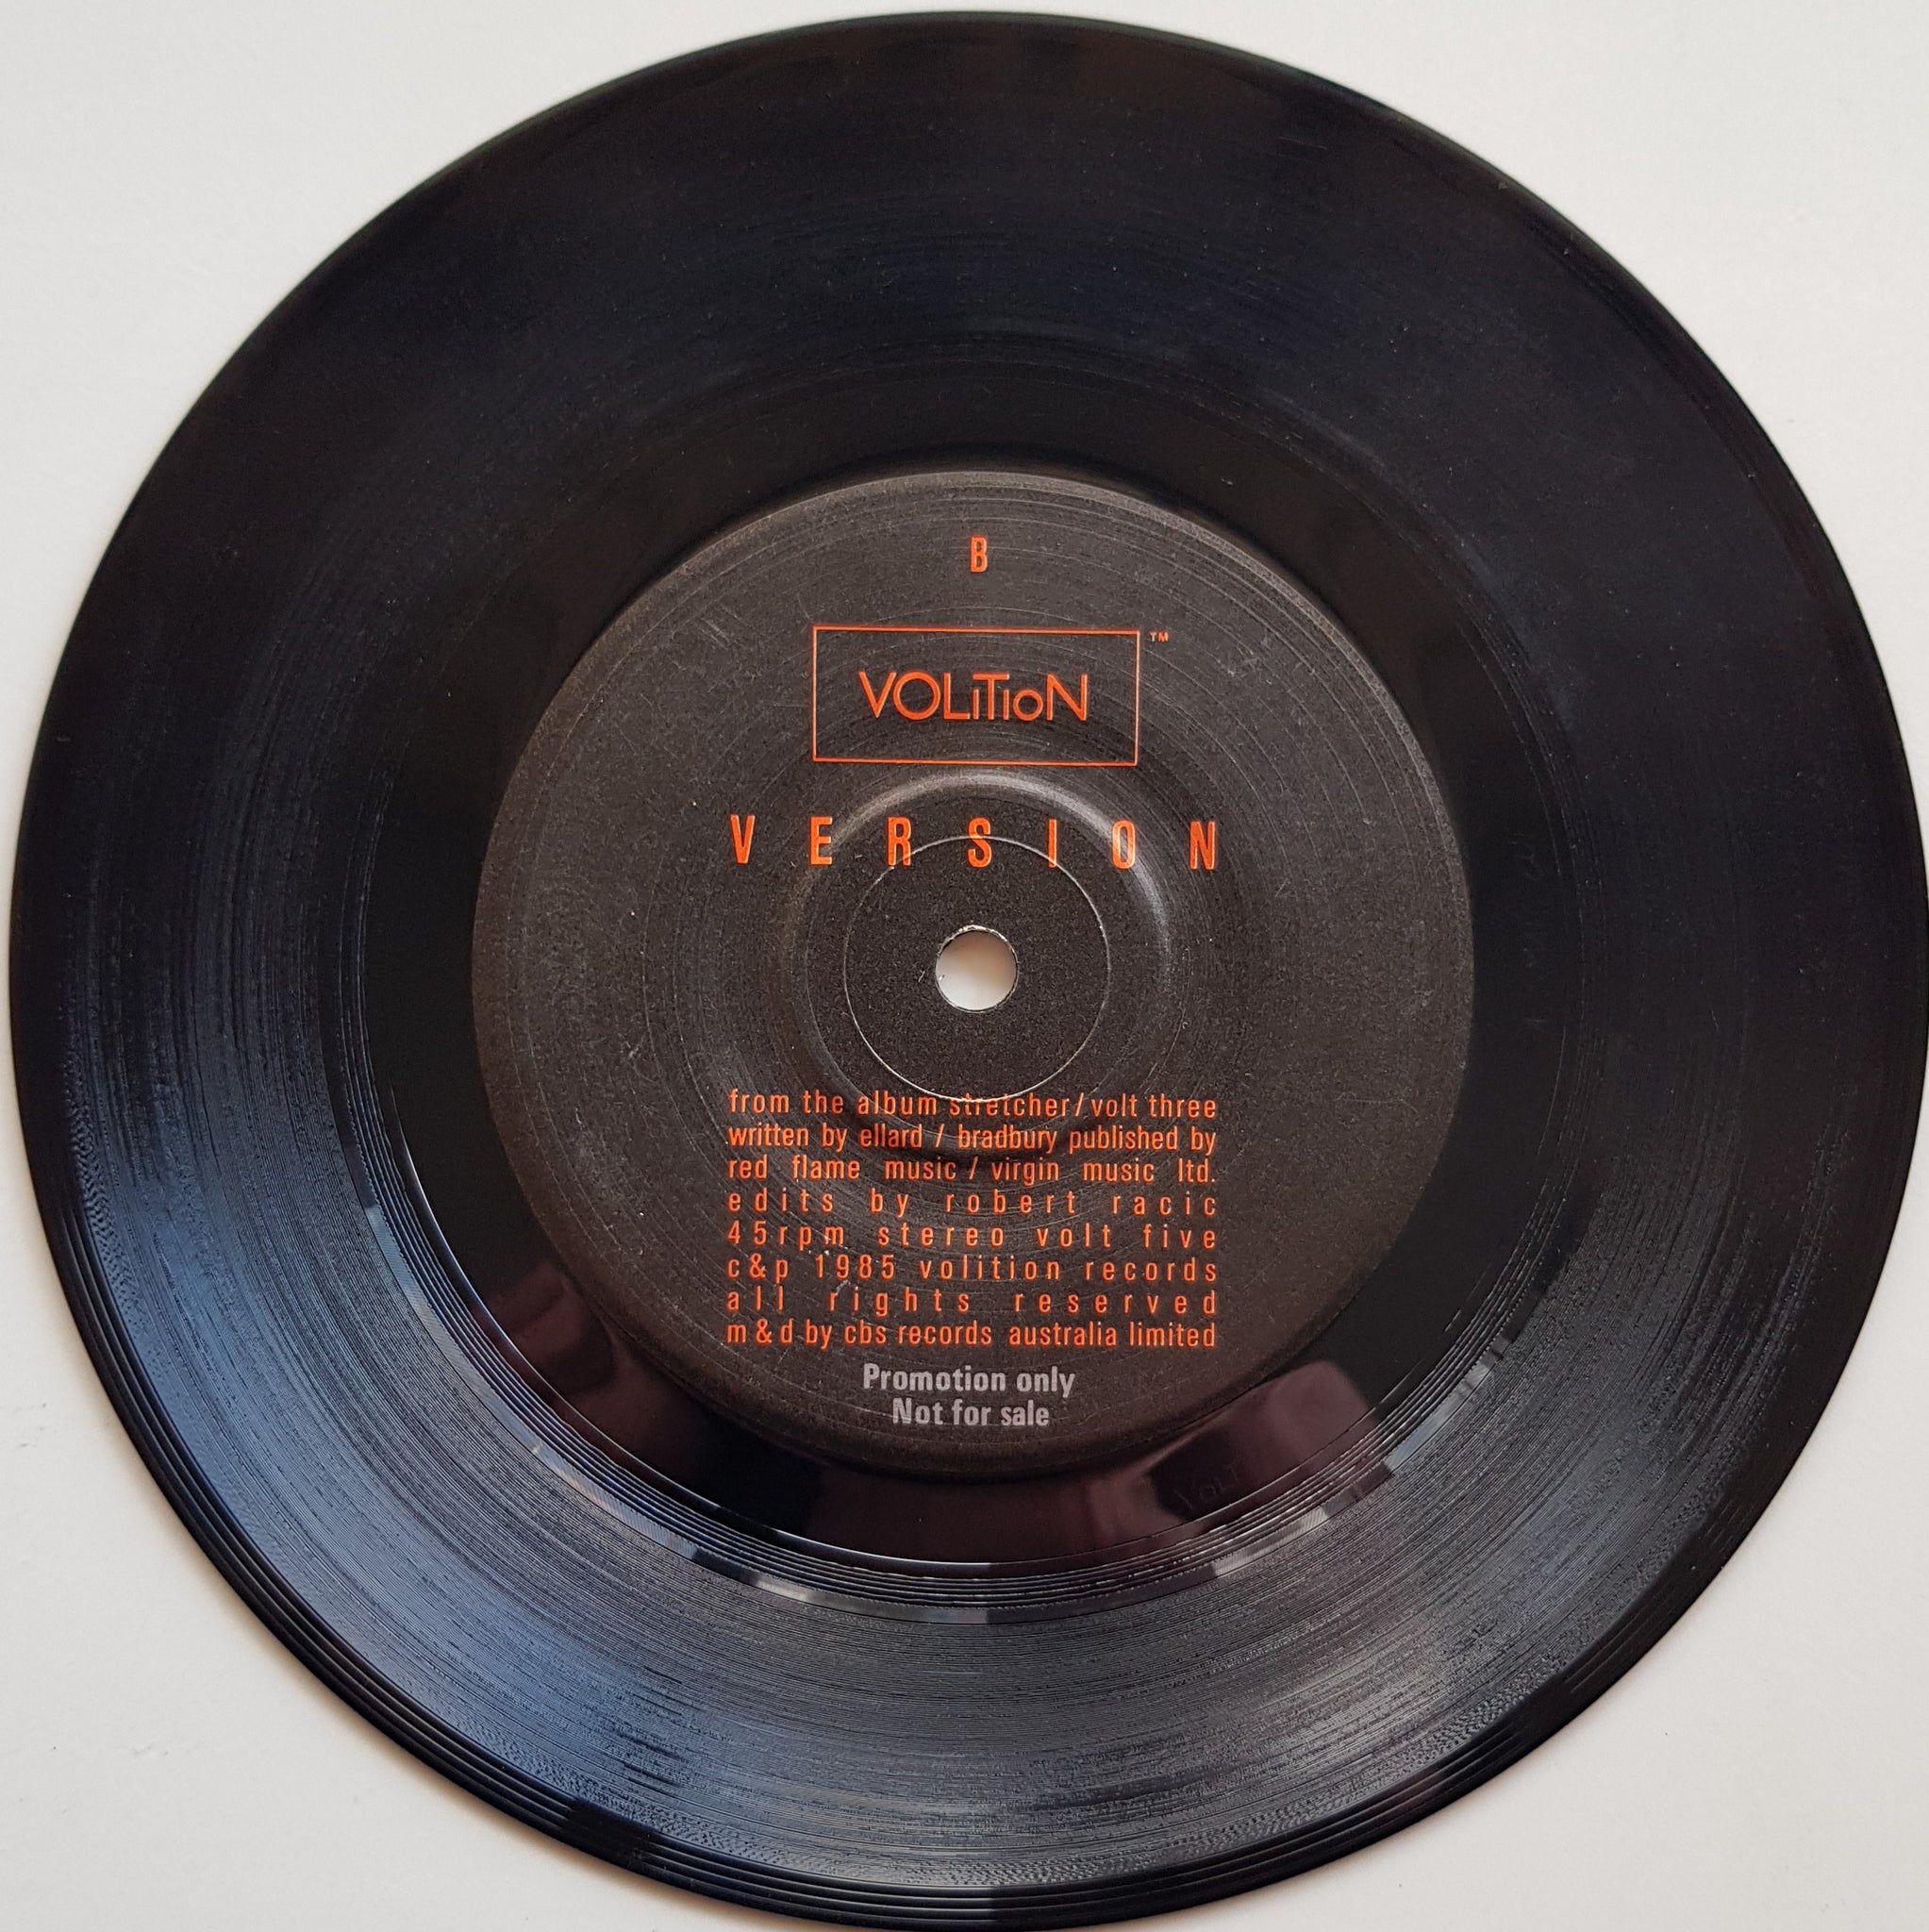 B
VOLiTioN ™
VERSION
from the album stretcher/volt three
written by ellard / bradbury published by
red flame music / virgin music ltd.
edits by robert racic
45rpm stereo volt five
c&p 1985 volition records
all rights reserved
m&d by cbs records australia limited
Promotion only
Not for sale
VOLT